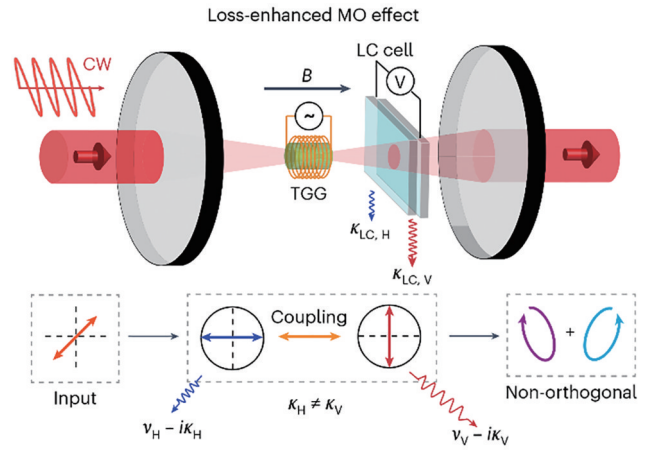 Loss-enhanced MO effect
CW
B
LC cell
V
~
TGG
κLC, H
κLC, V
Input
Coupling
κH ≠ κV
νH – iκH
νV – iκV
+
Non-orthogonal